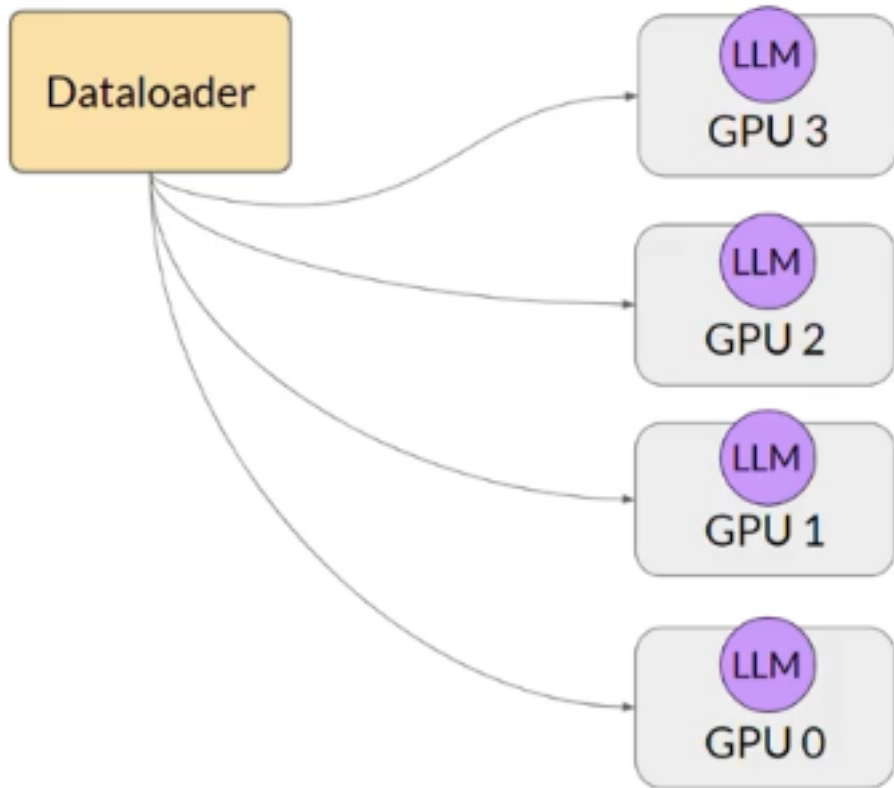 Dataloader
LLM
GPU 3
LLM
GPU 2
LLM
GPU 1
LLM
GPU 0